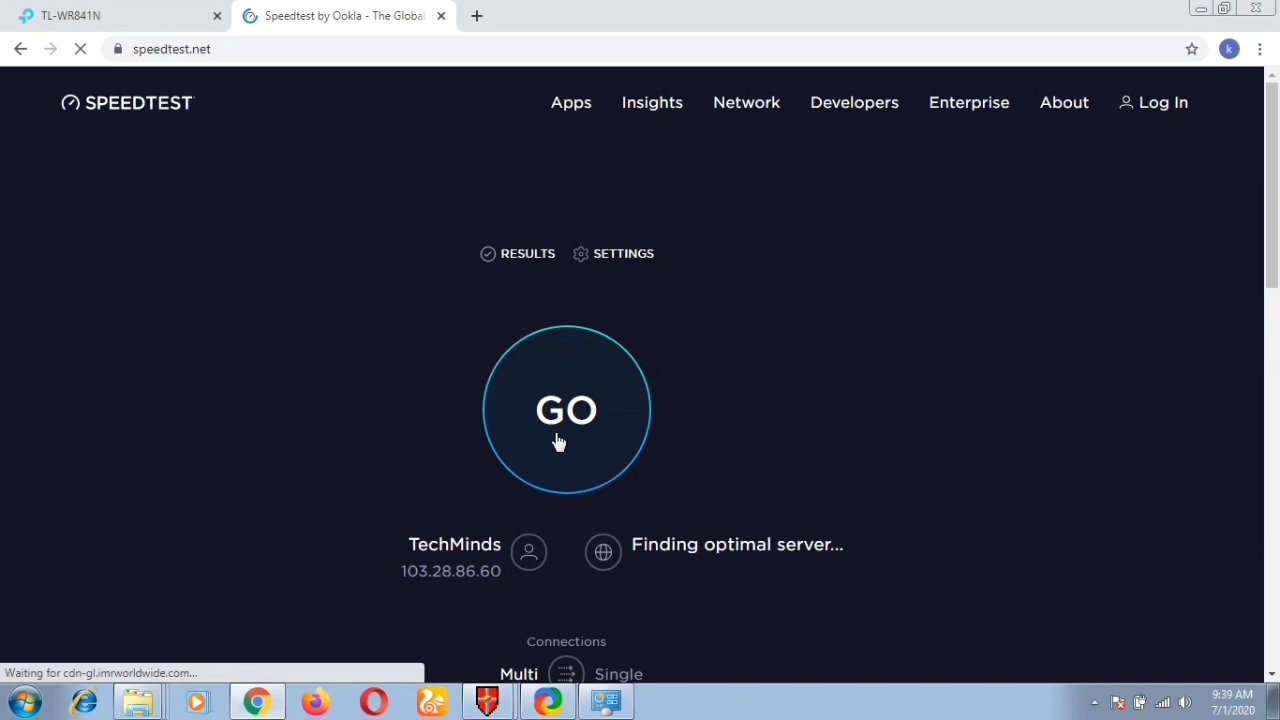 TL-WR841N
Speedtest by Ookla - The Global
speedtest.net
k
SPEEDTEST
Apps Insights Network Developers Enterprise About Log In
RESULTS SETTINGS
GO
TechMinds
103.28.86.60
Finding optimal server...
Connections
Multi Single
Waiting for cdn-gl.imrworldwide.com...
9:39 AM
7/1/2020